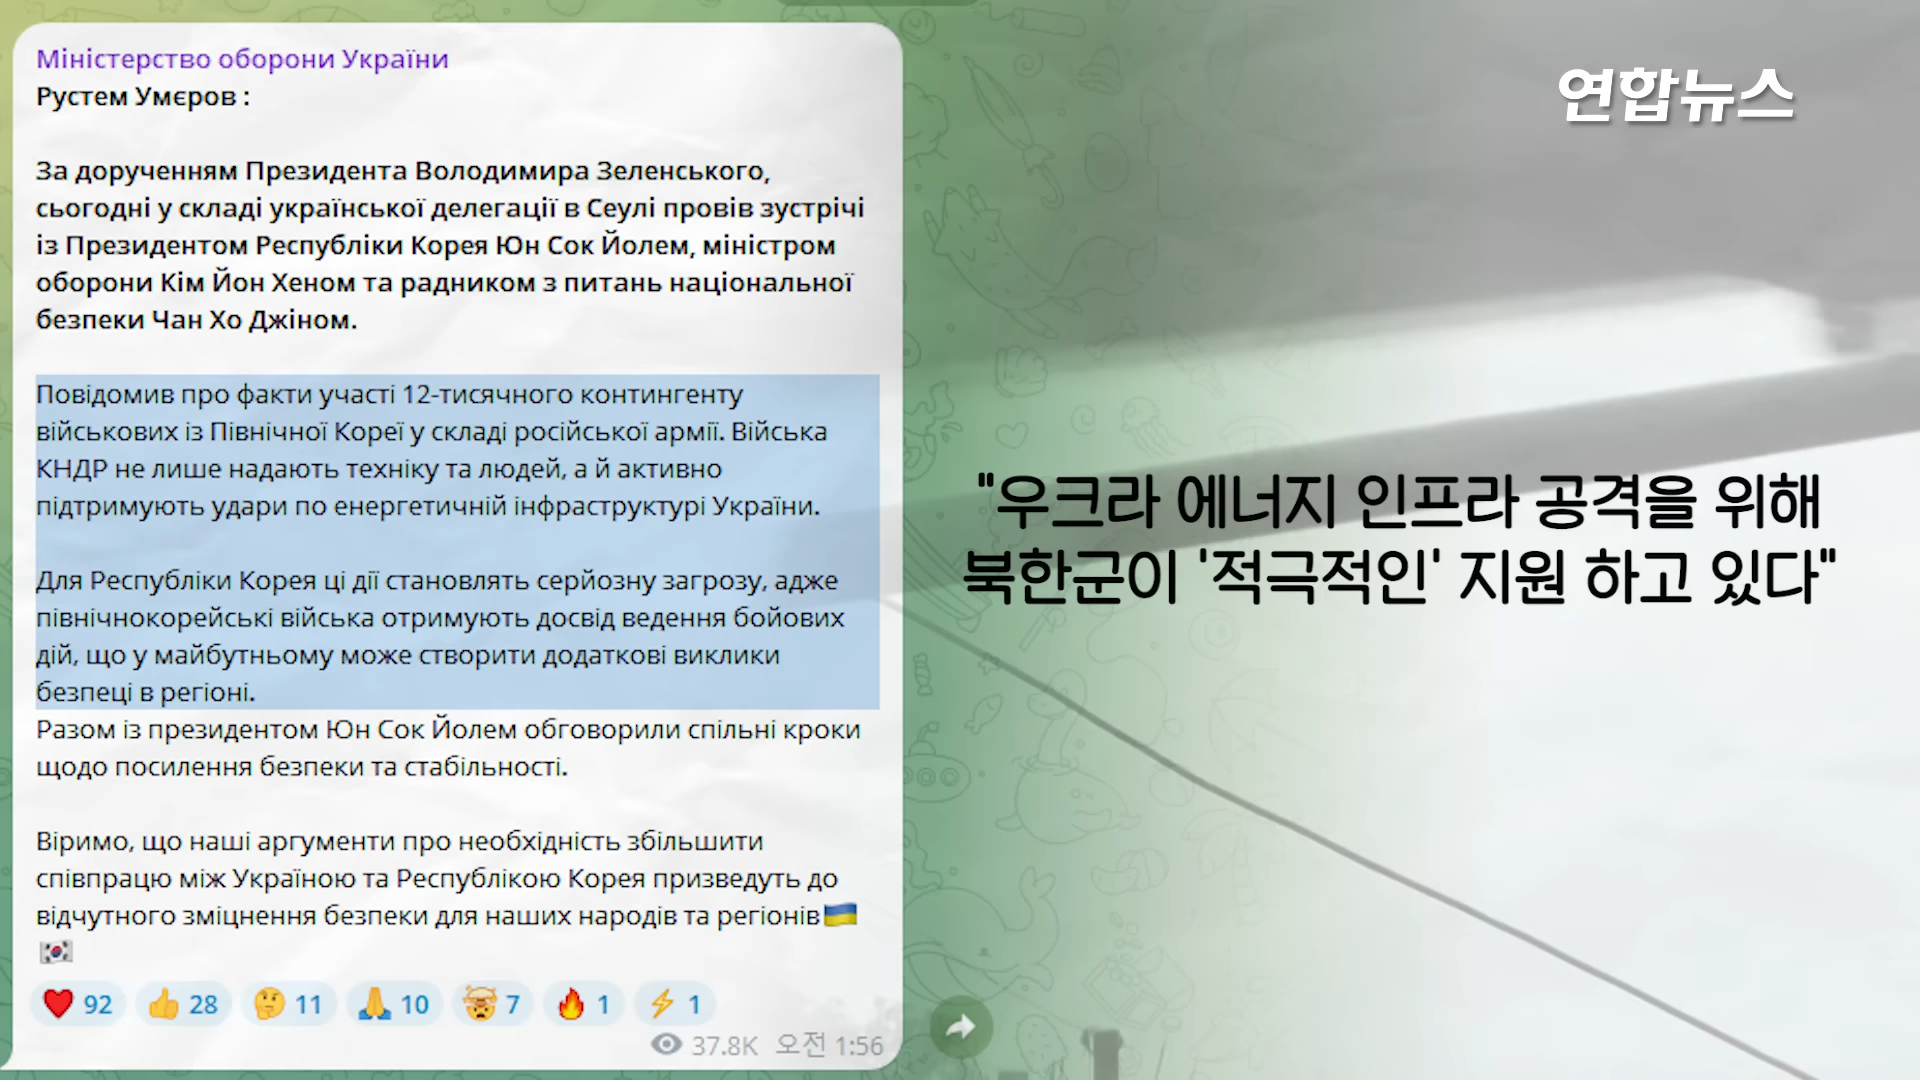 Міністерство оборони України
Рустем Умєров :
За дорученням Президента Володимира Зеленського,
сьогодні у складі української делегації в Сеулі провів зустрічі
із Президентом Республіки Корея Юн Сок Йолем, міністром
оборони Кім Йон Хеном та радником з питань національної
безпеки Чан Хо Джіном.
Повідомив про факти участі 12-тисячного контингенту
військових із Північної Кореї у складі російської армії. Війська
КНДР не лише надають техніку та людей, а й активно
підтримують удари по енергетичній інфраструктурі України.
Для Республіки Корея ці дії становлять серйозну загрозу, адже
північнокорейські війська отримують досвід ведення бойових
дій, що у майбутньому може створити додаткові виклики
безпеці в регіоні.
Разом із президентом Юн Сок Йолем обговорили спільні кроки
щодо посилення безпеки та стабільності.
Віримо, що наші аргументи про необхідність збільшити
співпрацю між Україною та Республікою Корея призведуть до
відчутного зміцнення безпеки для наших народів та регіонів🇺🇦
🇰🇷
❤️ 92 👍 28 🤔 11 🙏 10 🤯 7 🔥 1 ⚡ 1
37.8K 오전 1:56
연합뉴스
"우크라 에너지 인프라 공격을 위해
북한군이 '적극적인' 지원 하고 있다"